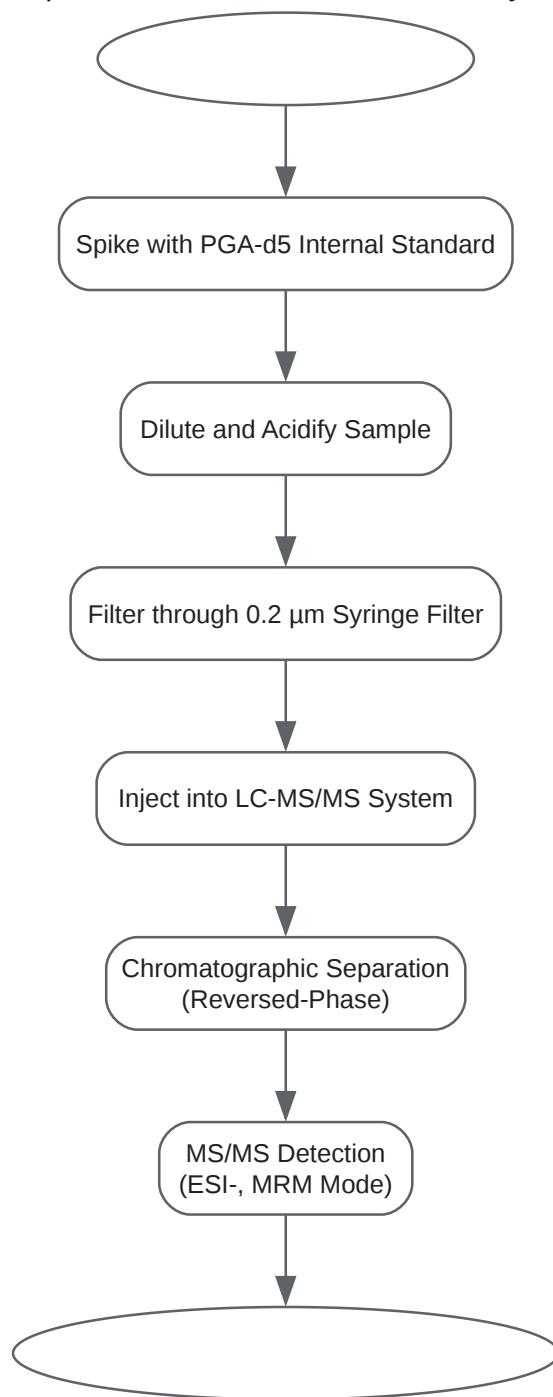 Spike with PGA-d5 Internal Standard
Dilute and Acidify Sample
Filter through 0.2 µm Syringe Filter
Inject into LC-MS/MS System
Chromatographic Separation
(Reversed-Phase)
MS/MS Detection
(ESI-, MRM Mode)